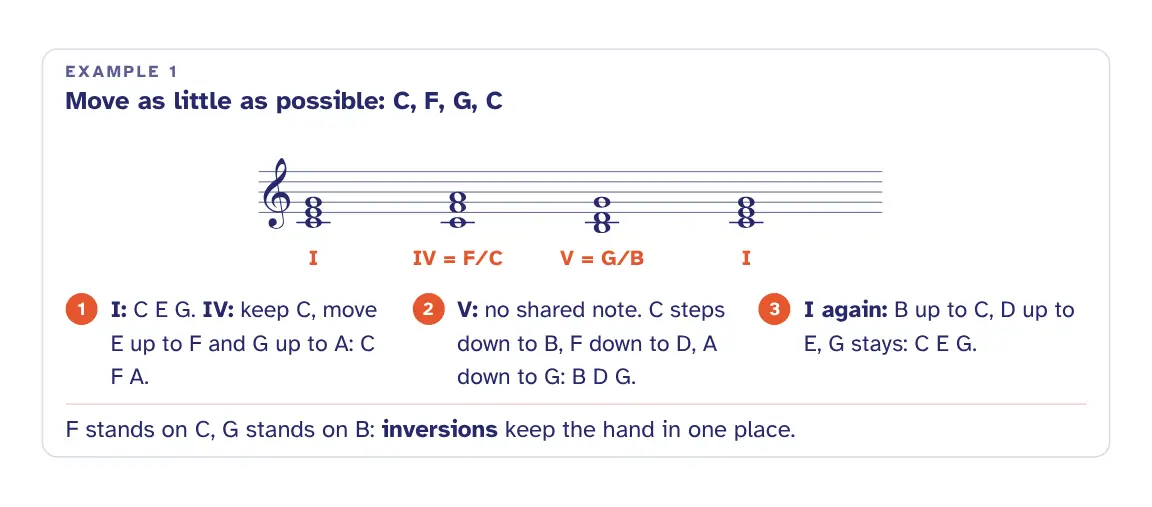 EXAMPLE 1
Move as little as possible: C, F, G, C
I
IV = F/C
V = G/B
I
1
I: C E G. IV: keep C, move
E up to F and G up to A: C
F A.
2
V: no shared note. C steps
down to B, F down to D, A
down to G: B D G.
3
I again: B up to C, D up to
E, G stays: C E G.
F stands on C, G stands on B: inversions keep the hand in one place.